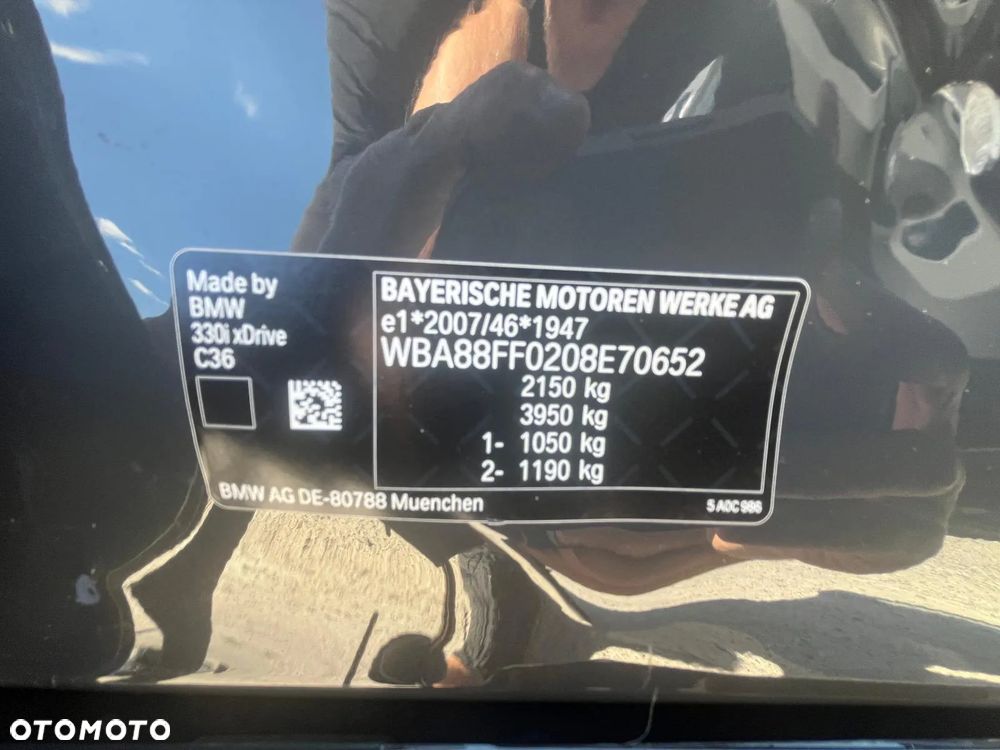 Made by
BMW
330i xDrive
C36
BAYERISCHE MOTOREN WERKE AG
e1*2007/46*1947
WBA88FF0208E70652
2150 kg
3950 kg
1- 1050 kg
2- 1190 kg
BMW AG DE-80788 Muenchen
OTOMOTO